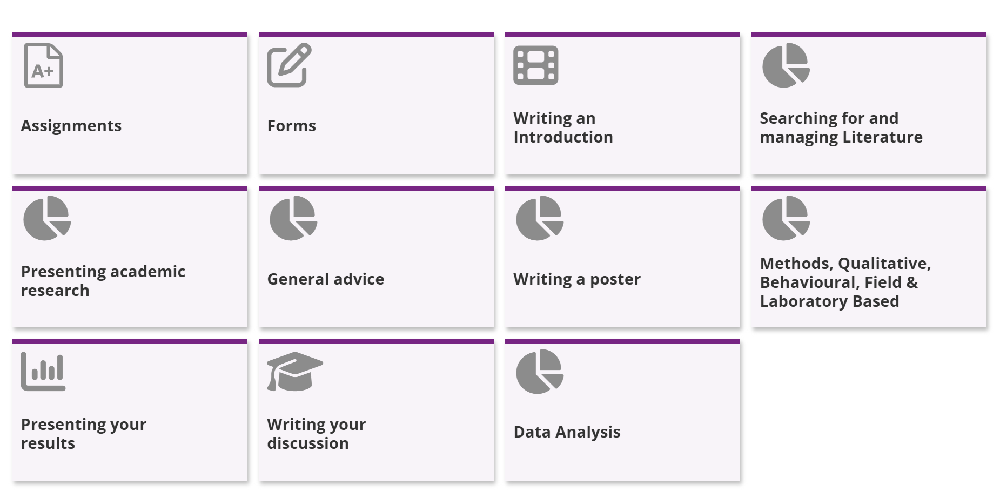 A+
Assignments
Forms
Writing an
Introduction
Searching for and
managing Literature
Presenting academic
research
General advice
Writing a poster
Methods, Qualitative,
Behavioural, Field &
Laboratory Based
Presenting your
results
Writing your
discussion
Data Analysis